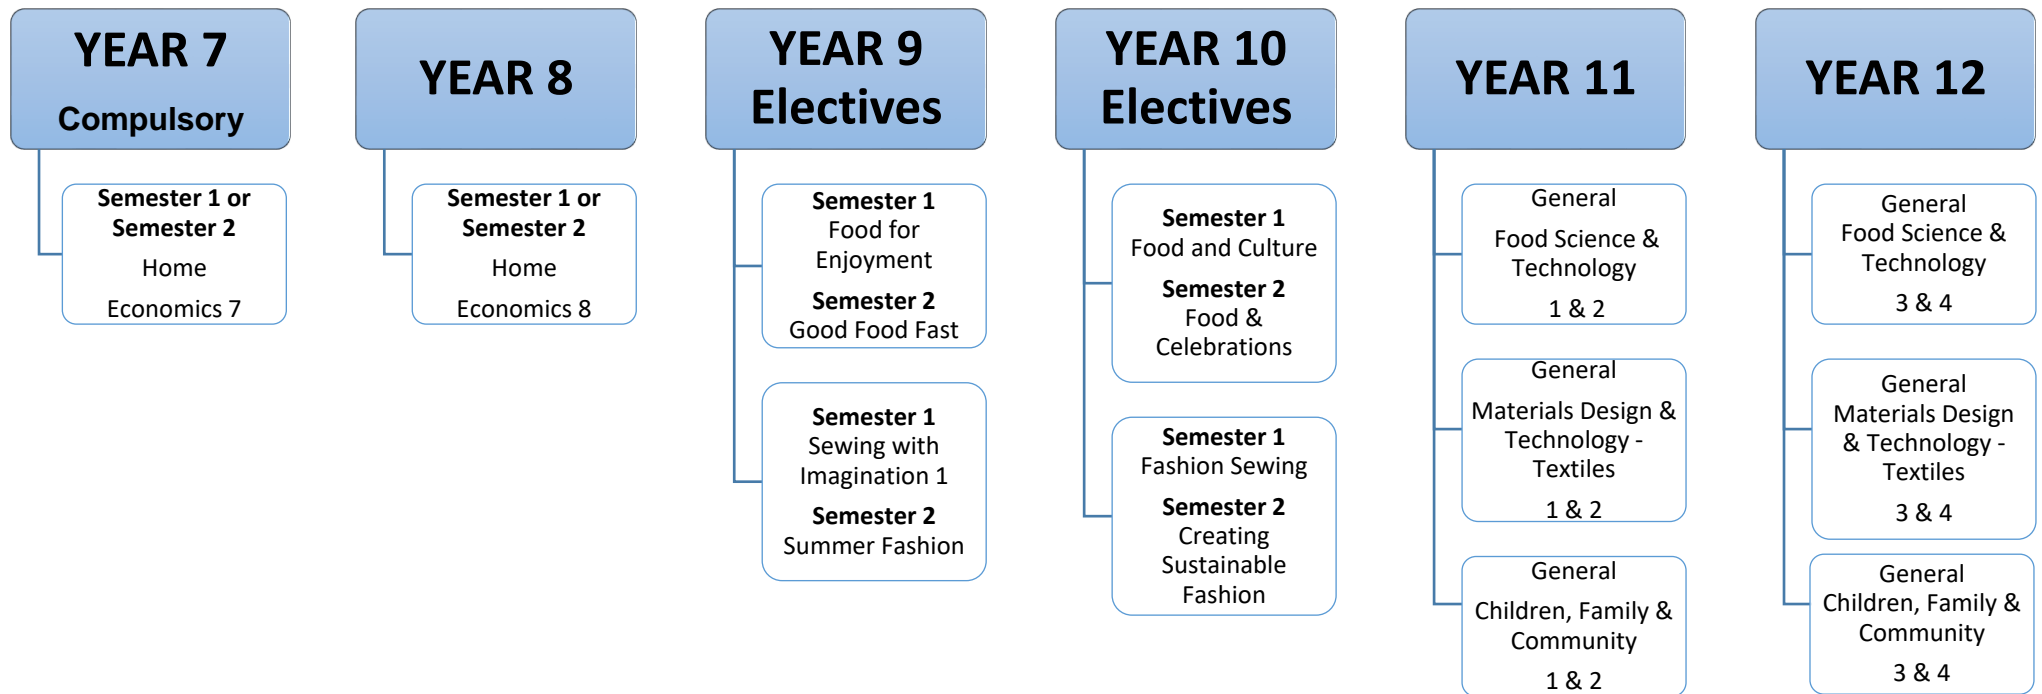 YEAR 7
Compulsory
Semester 1 or
Semester 2
Home
Economics 7
YEAR 8
Semester 1 or
Semester 2
Home
Economics 8
YEAR 9
Electives
Semester 1
Food for
Enjoyment
Semester 2
Good Food Fast
Semester 1
Sewing with
Imagination 1
Semester 2
Summer Fashion
YEAR 10
Electives
Semester 1
Food and Culture
Semester 2
Food &
Celebrations
Semester 1
Fashion Sewing
Semester 2
Creating
Sustainable
Fashion
YEAR 11
General
Food Science &
Technology
1 & 2
General
Materials Design &
Technology -
Textiles
1 & 2
General
Children, Family &
Community
1 & 2
YEAR 12
General
Food Science &
Technology
3 & 4
General
Materials Design
& Technology -
Textiles
3 & 4
General
Children, Family &
Community
3 & 4